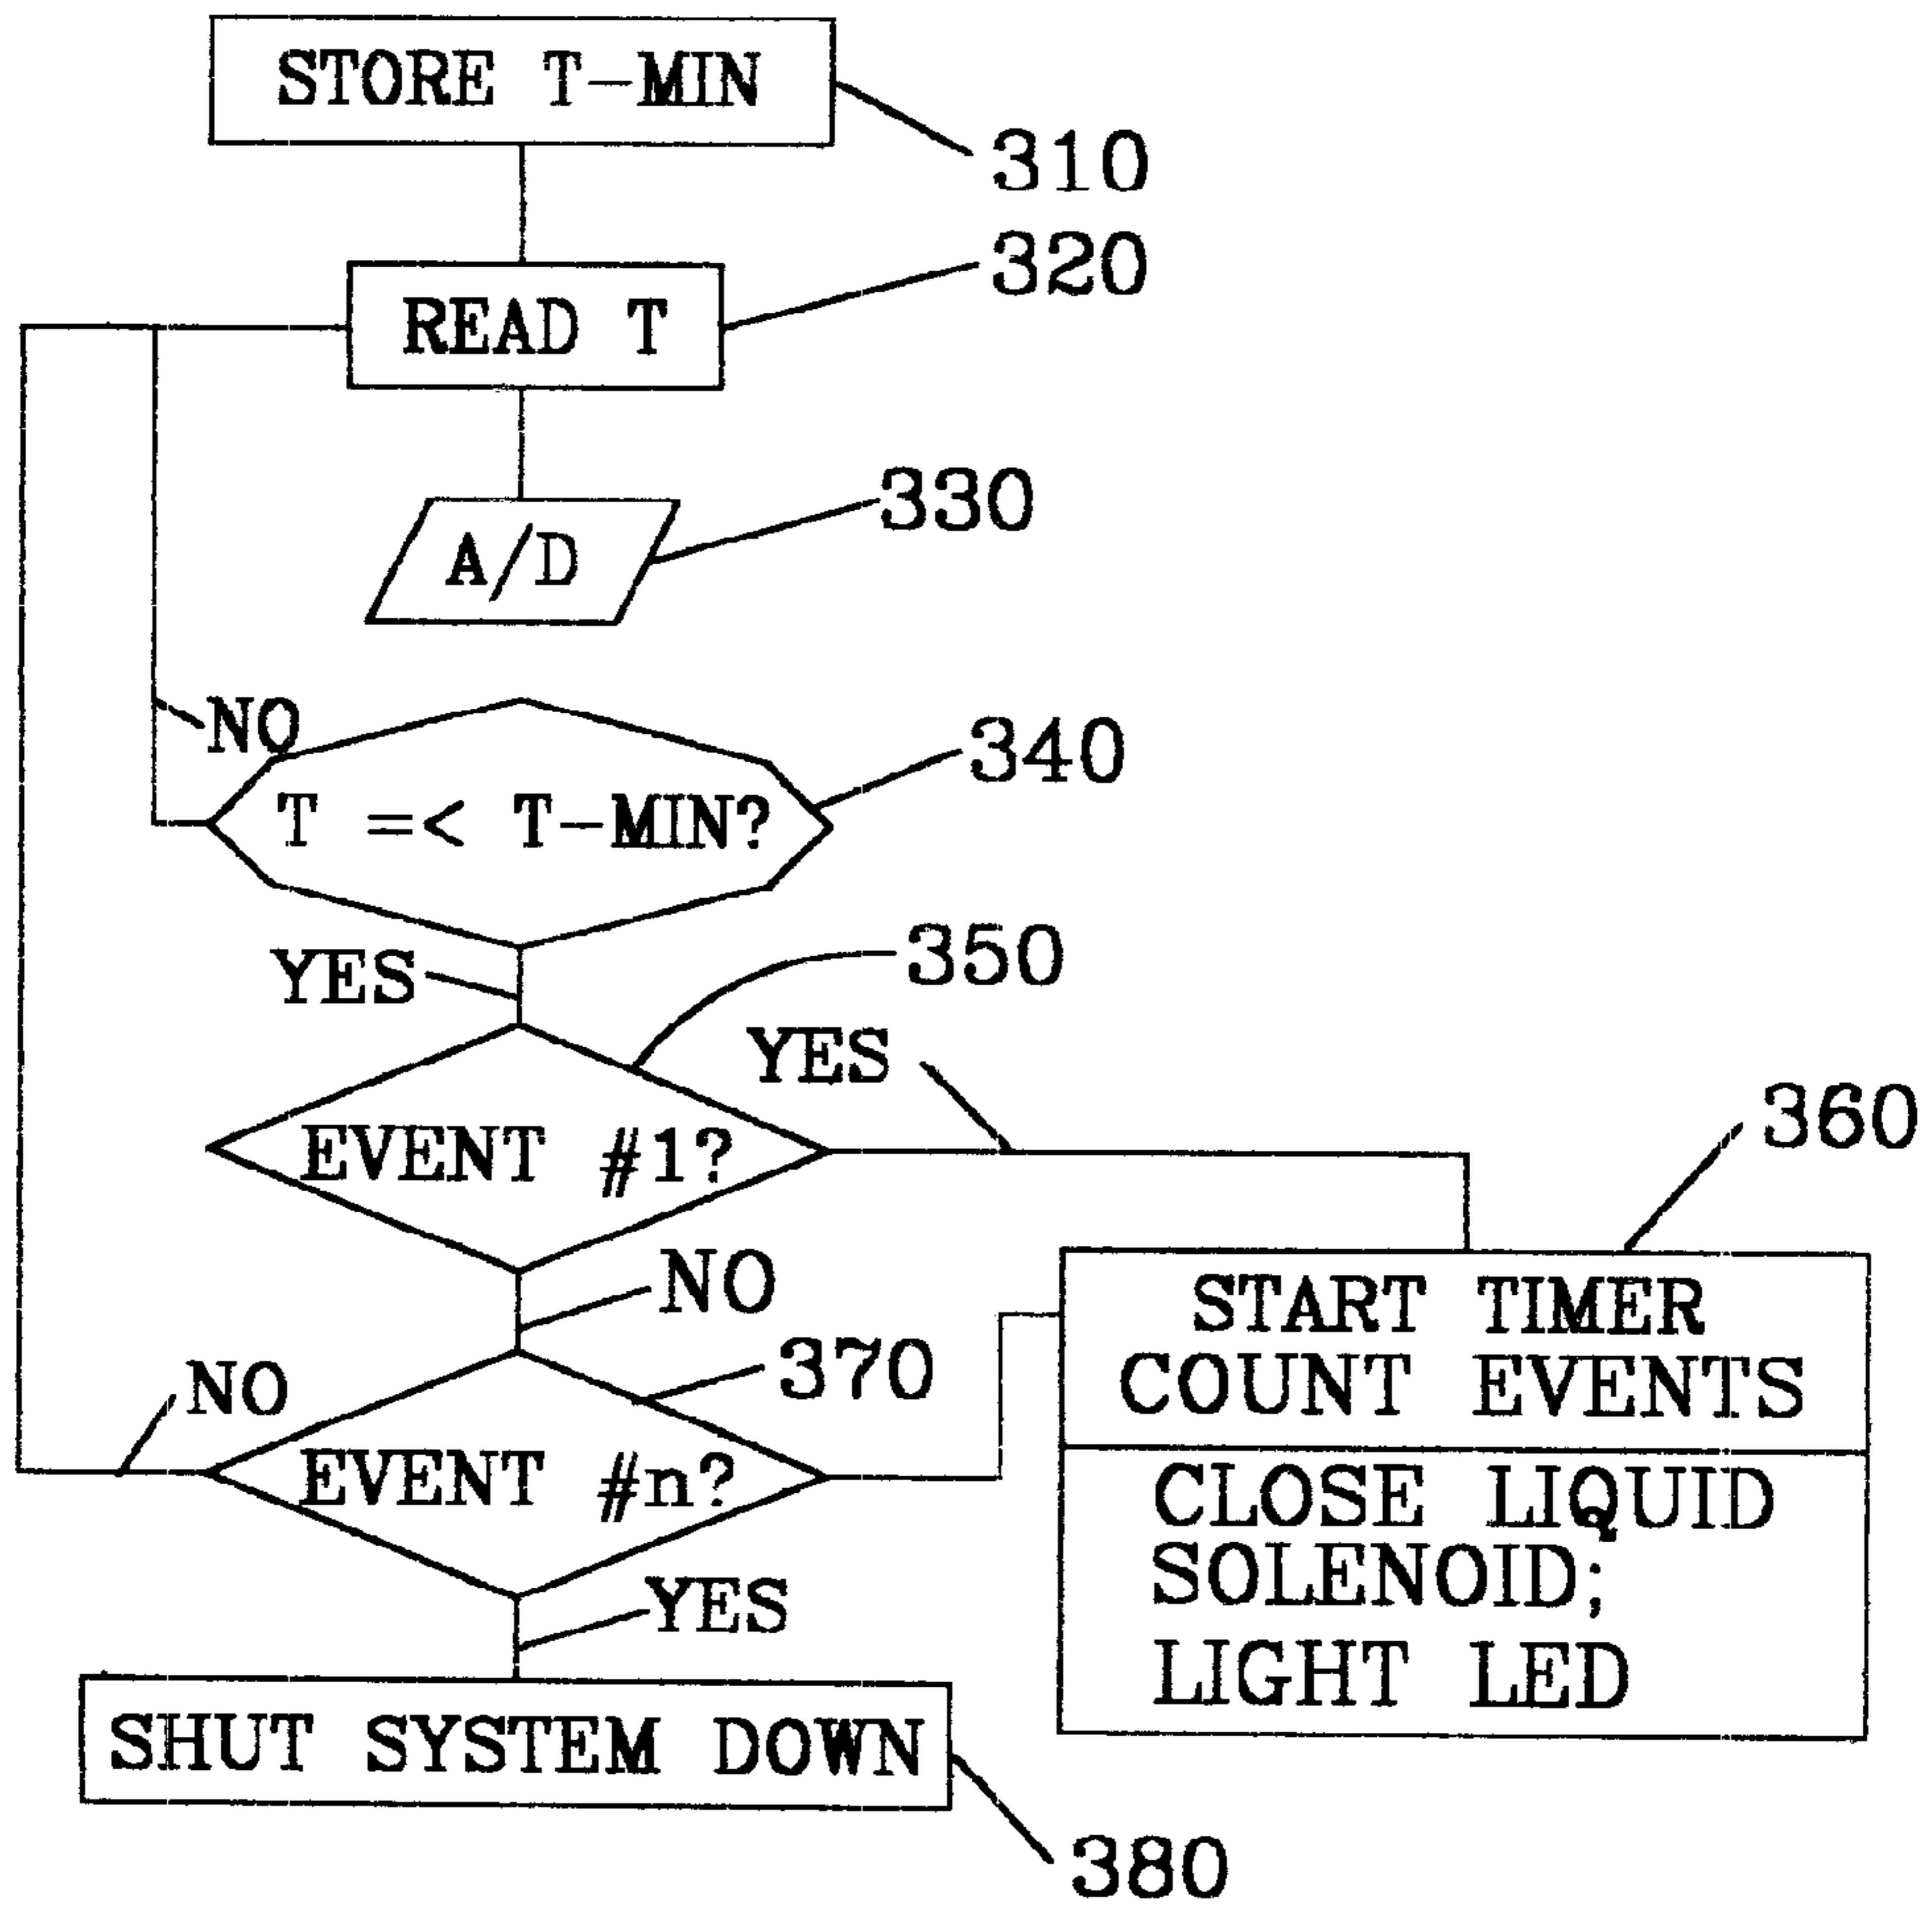 STORE T-MIN
310
320
READ T
330
A/D
NO
340
T =< T-MIN?
350
YES
YES
360
EVENT #1?
NO
START TIMER
COUNT EVENTS
370
NO
EVENT #n?
CLOSE LIQUID
SOLENOID;
LIGHT LED
YES
SHUT SYSTEM DOWN
380